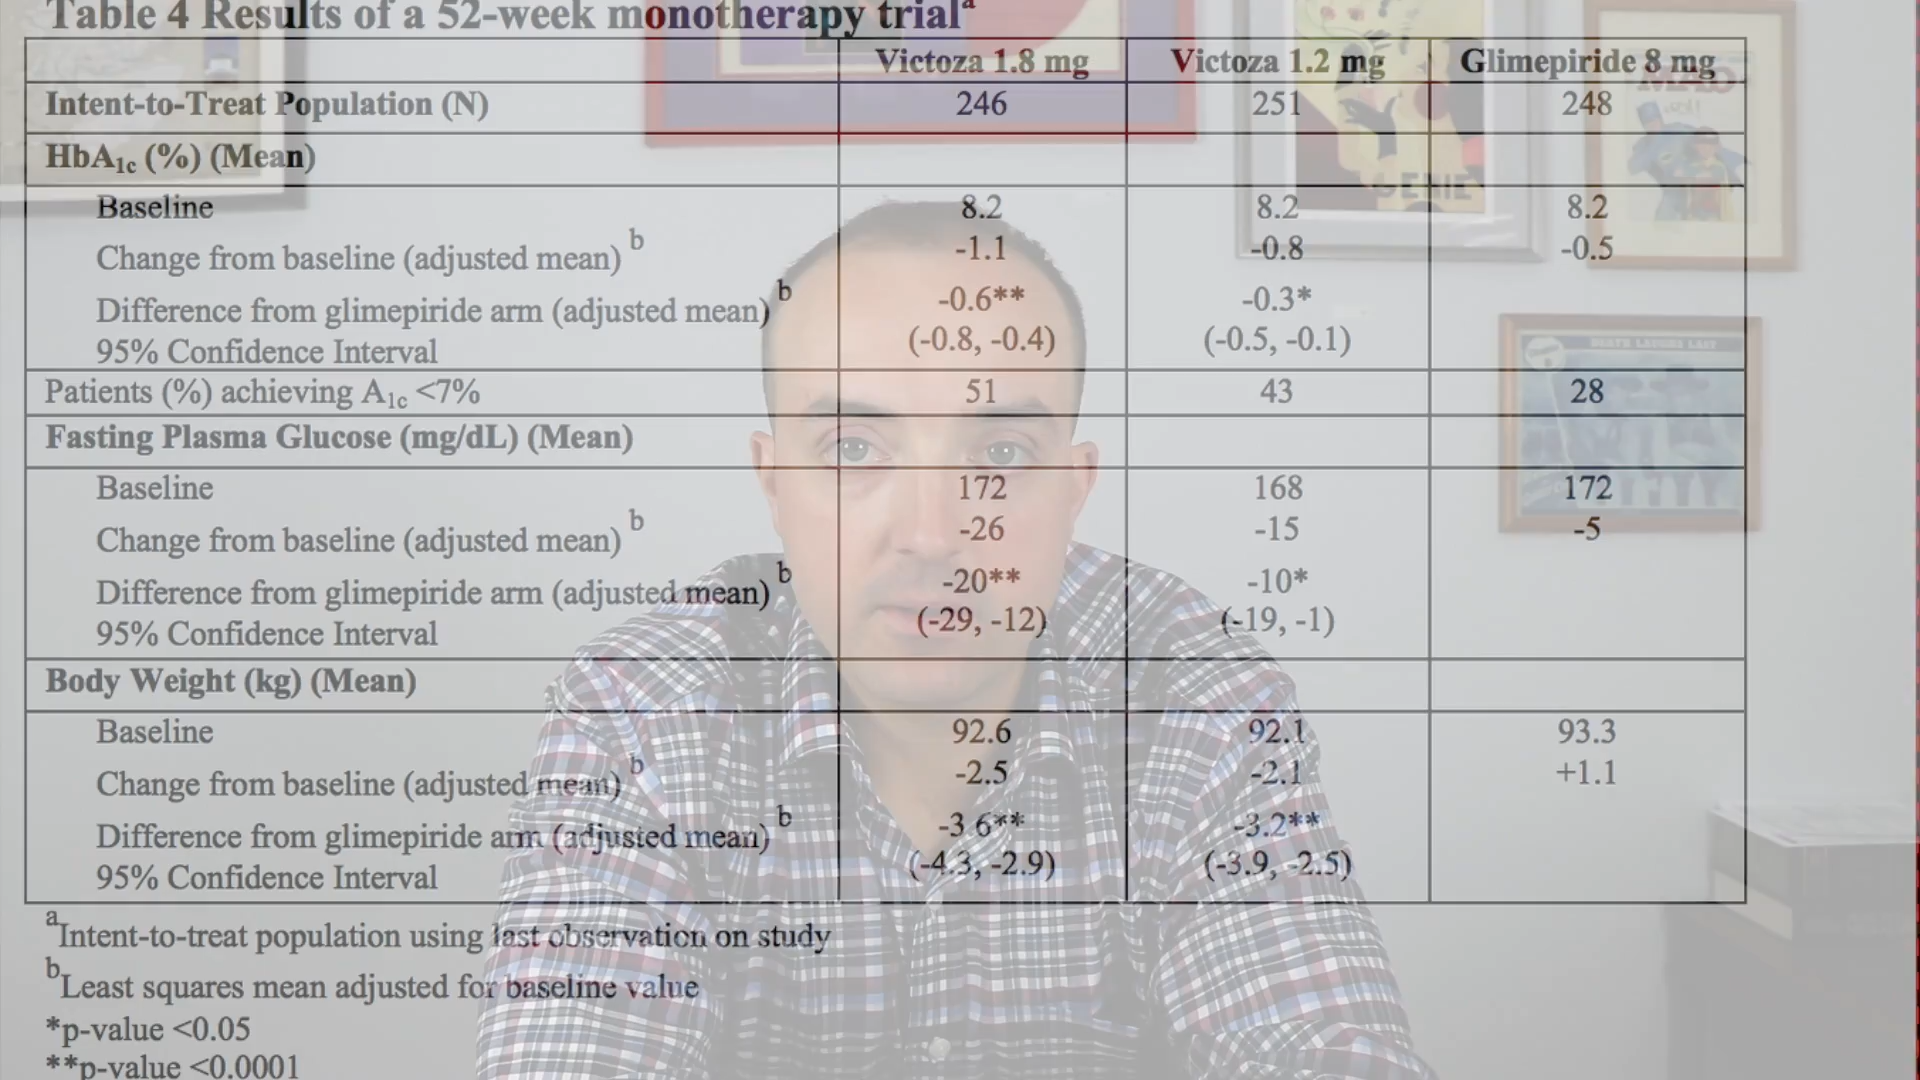 Table 4 Results of a 52-week monotherapy trial a
Victoza 1.8 mg Victoza 1.2 mg Glimepiride 8 mg
Intent-to-Treat Population (N) 246 251 248
HbA1c (%) (Mean)
Baseline 8.2 8.2 8.2
Change from baseline (adjusted mean) b -1.1 -0.8 -0.5
Difference from glimepiride arm (adjusted mean) b -0.6** -0.3*
95% Confidence Interval (-0.8, -0.4) (-0.5, -0.1)
Patients (%) achieving A1c <7% 51 43 28
Fasting Plasma Glucose (mg/dL) (Mean)
Baseline 172 168 172
Change from baseline (adjusted mean) b -26 -15 -5
Difference from glimepiride arm (adjusted mean) b -20** -10*
95% Confidence Interval (-29, -12) (-19, -1)
Body Weight (kg) (Mean)
Baseline 92.6 92.1 93.3
Change from baseline (adjusted mean) b -2.5 -2.1 +1.1
Difference from glimepiride arm (adjusted mean) b -3 6** -3.2**
95% Confidence Interval (-4.3, -2.9) (-3.9, -2.5)
a Intent-to-treat population using last observation on study
b Least squares mean adjusted for baseline value
*p-value <0.05
**p-value <0.0001
GENIE
MAD
DEATH LAUGHS LAST